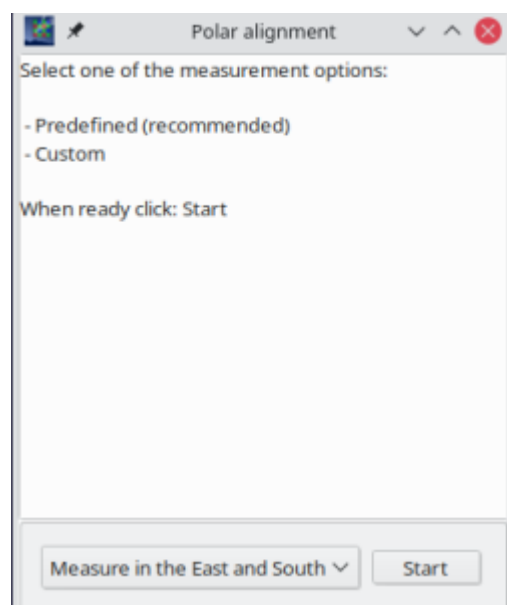 Polar alignment
Select one of the measurement options:
- Predefined (recommended)
- Custom
When ready click: Start
Measure in the East and South
Start